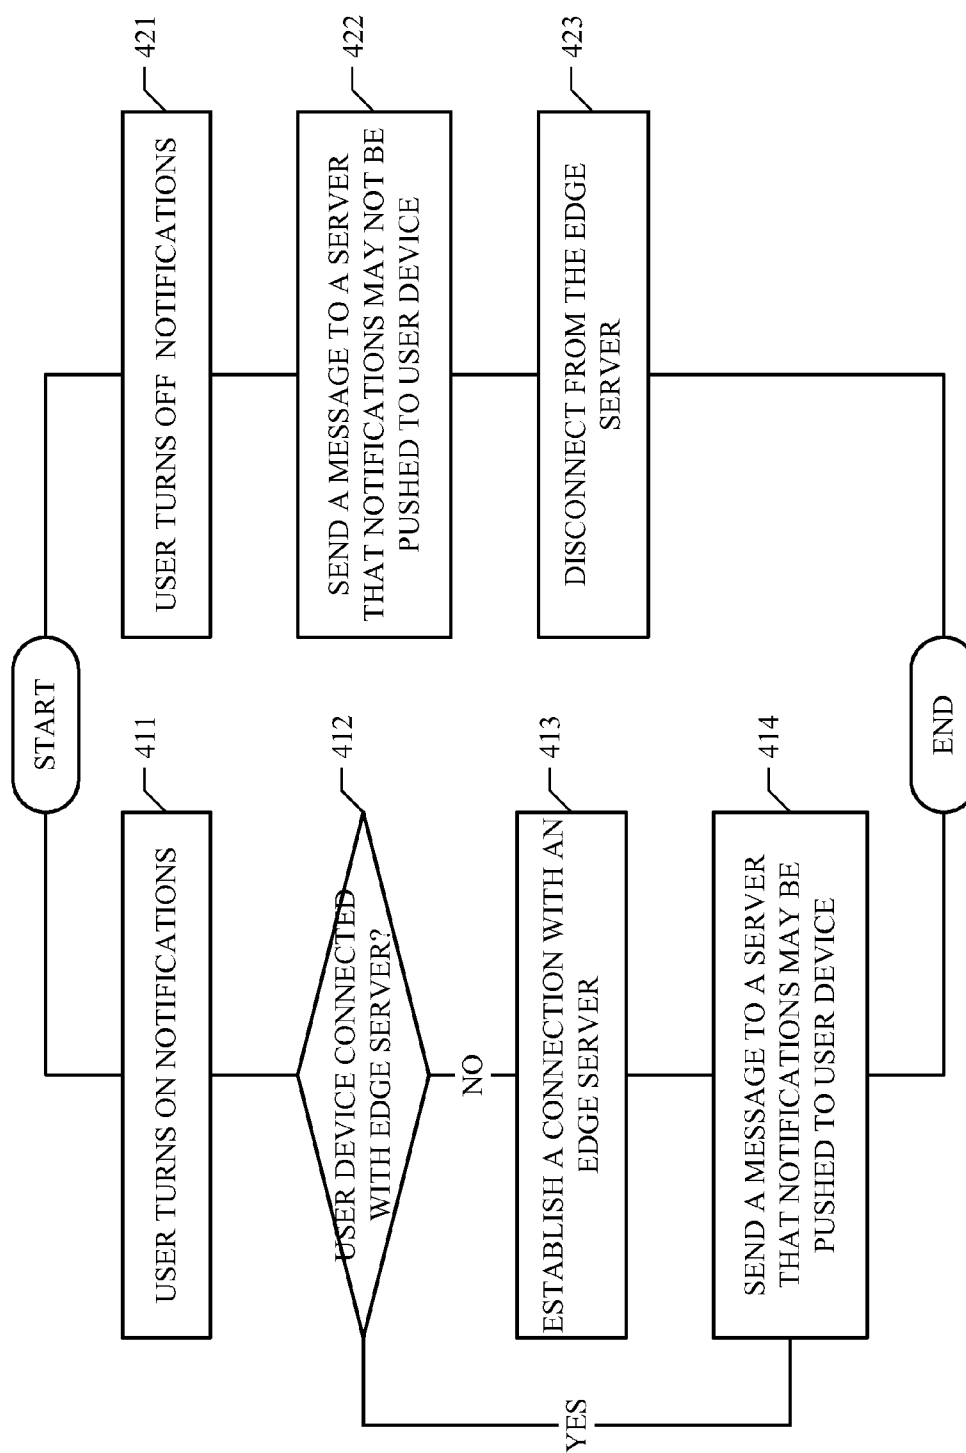 START
411
USER TURNS ON NOTIFICATIONS
412
USER DEVICE CONNECTED
WITH EDGE SERVER?
YES
NO
413
ESTABLISH A CONNECTION WITH AN
EDGE SERVER
414
SEND A MESSAGE TO A SERVER
THAT NOTIFICATIONS MAY BE
PUSHED TO USER DEVICE
421
USER TURNS OFF NOTIFICATIONS
422
SEND A MESSAGE TO A SERVER
THAT NOTIFICATIONS MAY NOT BE
PUSHED TO USER DEVICE
423
DISCONNECT FROM THE EDGE
SERVER
END